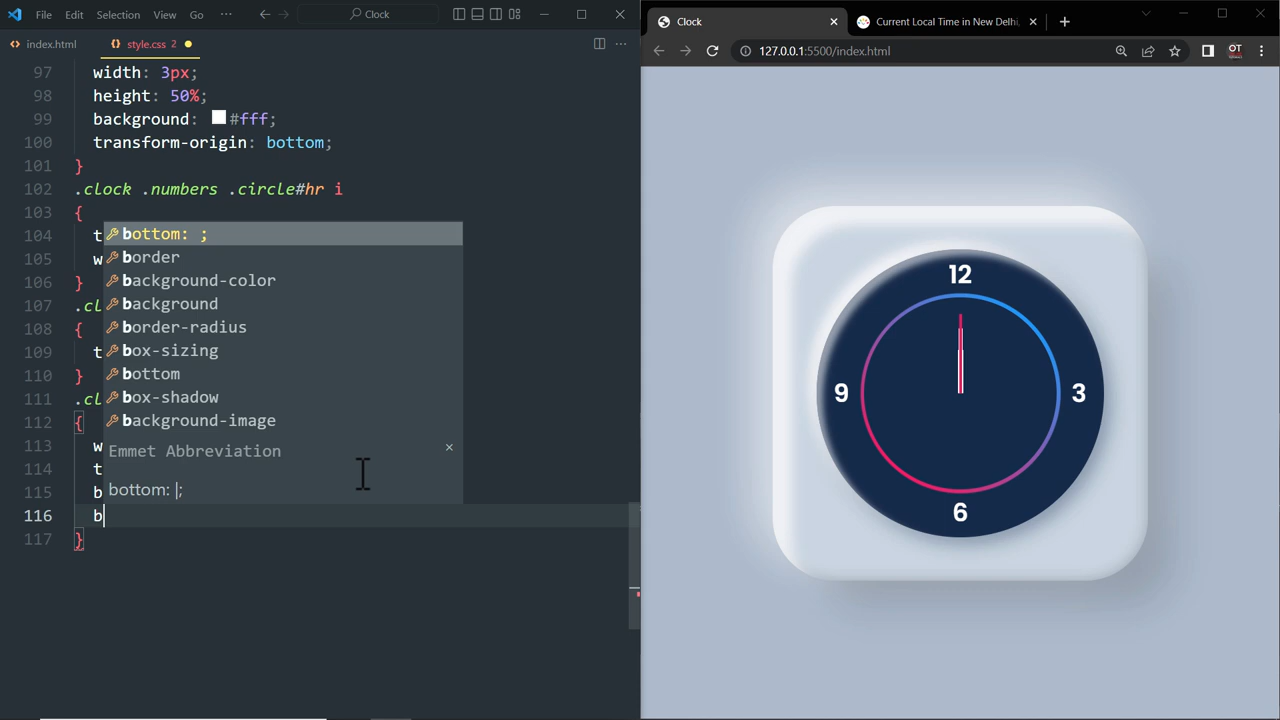 File Edit Selection View Go ··· Clock
index.html style.css 2
97 width: 3px;
98 height: 50%;
99 background: #fff;
100 transform-origin: bottom;
101 }
102 .clock .numbers .circle#hr i
103 {
104 t
105 w
106 }
107 .cl
108 {
109 t
110 }
111 .cl
112 {
113 w
114 t
115 b
116 b
117 }
bottom: ;
border
background-color
background
border-radius
box-sizing
bottom
box-shadow
background-image
Emmet Abbreviation
bottom: |;
Clock Current Local Time in New Delhi,
127.0.0.1:5500/index.html
OT
12
9 3
6